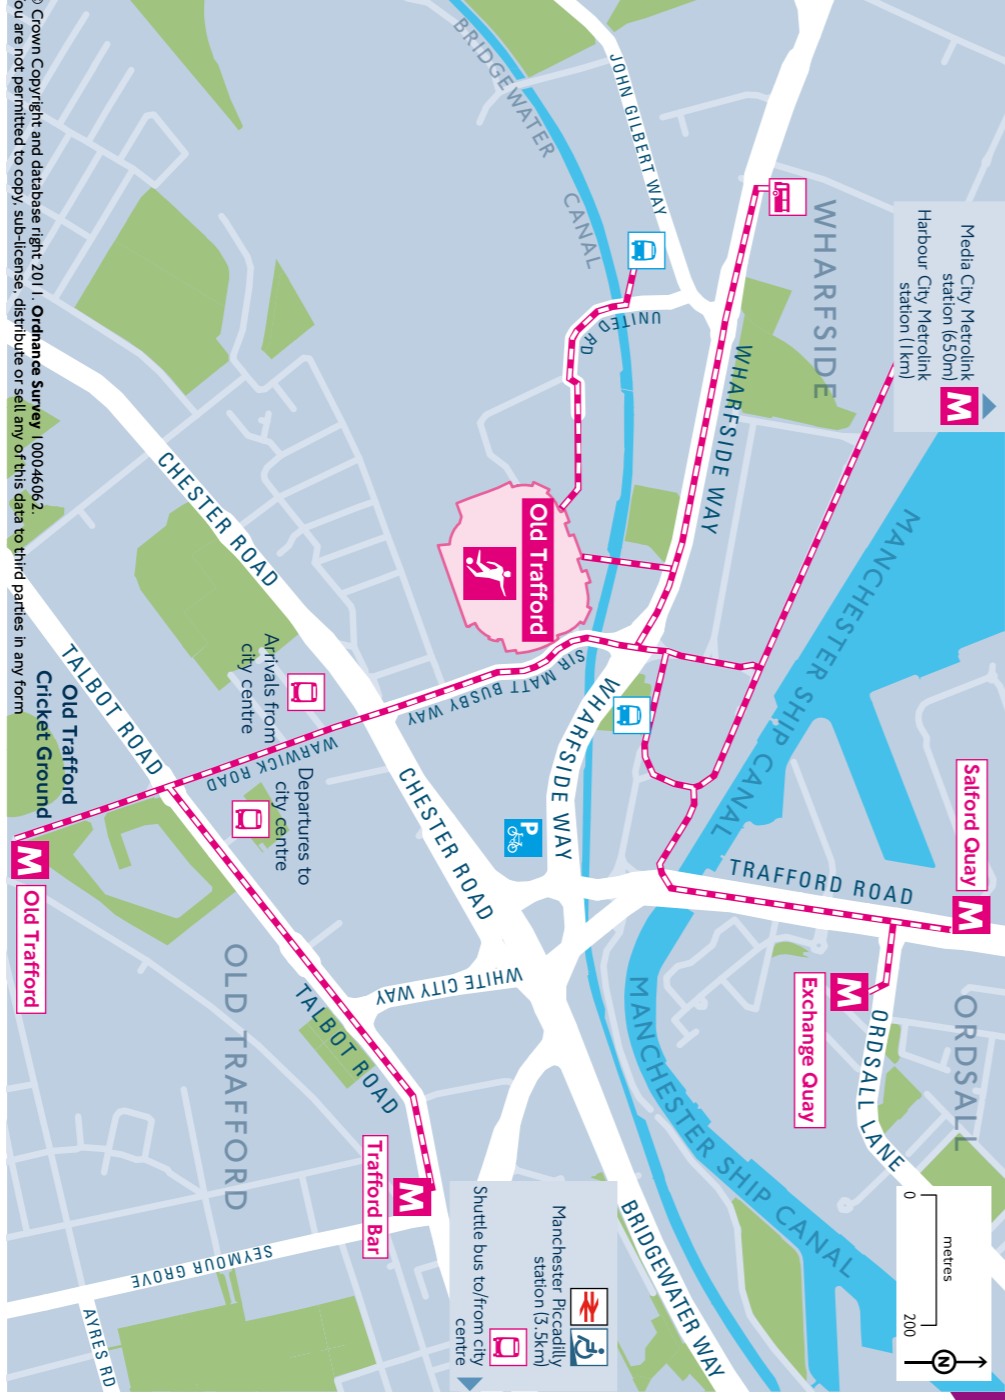 © Crown Copyright and database right 2011. Ordnance Survey 100046062.
You are not permitted to copy, sub-license, distribute or sell any of this data to third parties in any form
Media City Metrolink
station (650m)
Harbour City Metrolink
station (1km)
M
WHARFSIDE
JOHN GILBERT WAY
BRIDGEWATER
CANAL
UNITED RD
WHARFSIDE WAY
MANCHESTER SHIP CANAL
Old Trafford
SIR MATT BUSBY WAY
WHARFSIDE WAY
P
CHESTER ROAD
CHESTER ROAD
Arrivals from
city centre
WARWICK ROAD
Departures to
city centre
TALBOT ROAD
Old Trafford
Cricket Ground
M
Old Trafford
Salford Quay
M
TRAFFORD ROAD
M
Exchange Quay
ORDSALL
ORDSALL LANE
MANCHESTER SHIP CANAL
WHITE CITY WAY
TALBOT ROAD
OLD TRAFFORD
Trafford Bar
M
SEYMOUR GROVE
AYRES RD
BRIDGEWATER WAY
Manchester Piccadilly
station (3.5km)
Shuttle bus to/from city
centre
0
metres
200
N